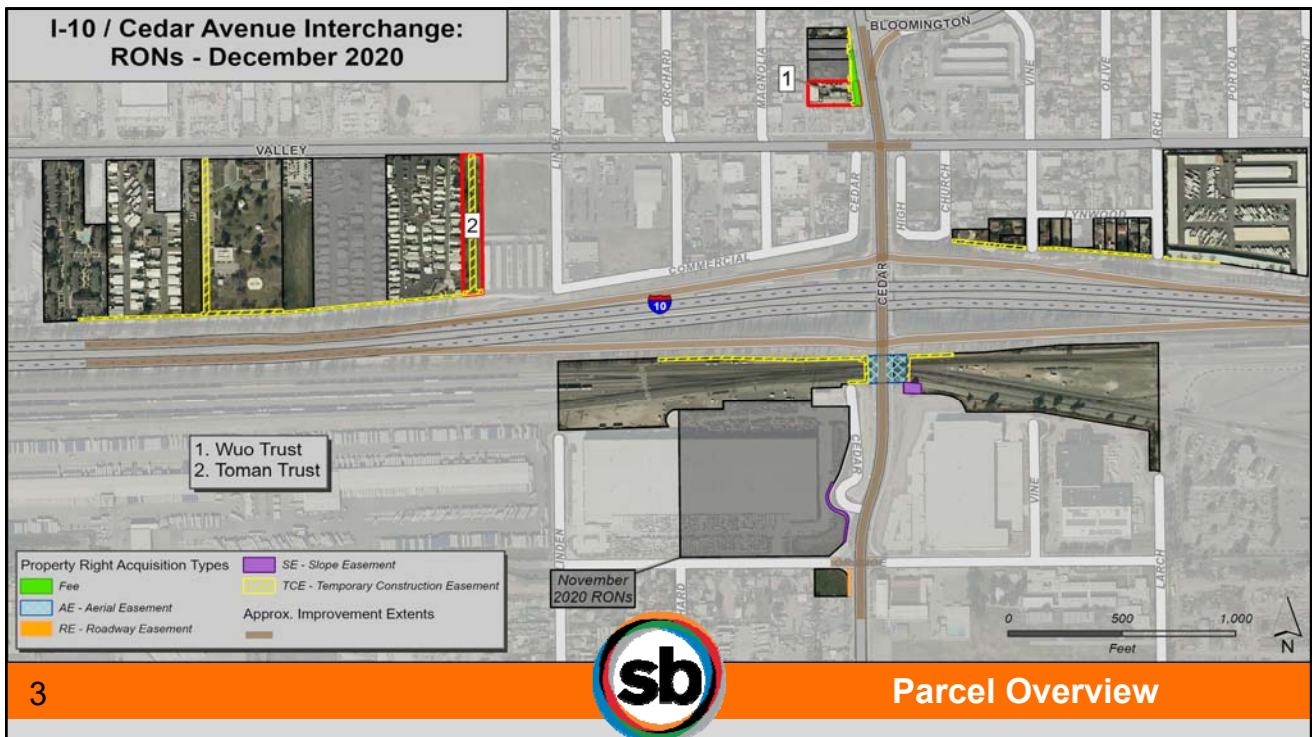 I-10 / Cedar Avenue Interchange:
RONs - December 2020
BLOOMINGTON
1
ORCHARD
MAGNOLIA
VINE
OLIVE
PORTOLA
LARCH
VALLEY
LINDEN
2
CEDAR
HIGH
CHURCH
LYNWOOD
COMMERCIAL
CEDAR
10
1. Wuo Trust
2. Toman Trust
CEDAR
VINE
LINDEN
LARCH
November
2020 RONs
Property Right Acquisition Types
Fee
AE - Aerial Easement
RE - Roadway Easement
SE - Slope Easement
TCE - Temporary Construction Easement
Approx. Improvement Extents
0 500 1,000
Feet
N
3
sb
Parcel Overview